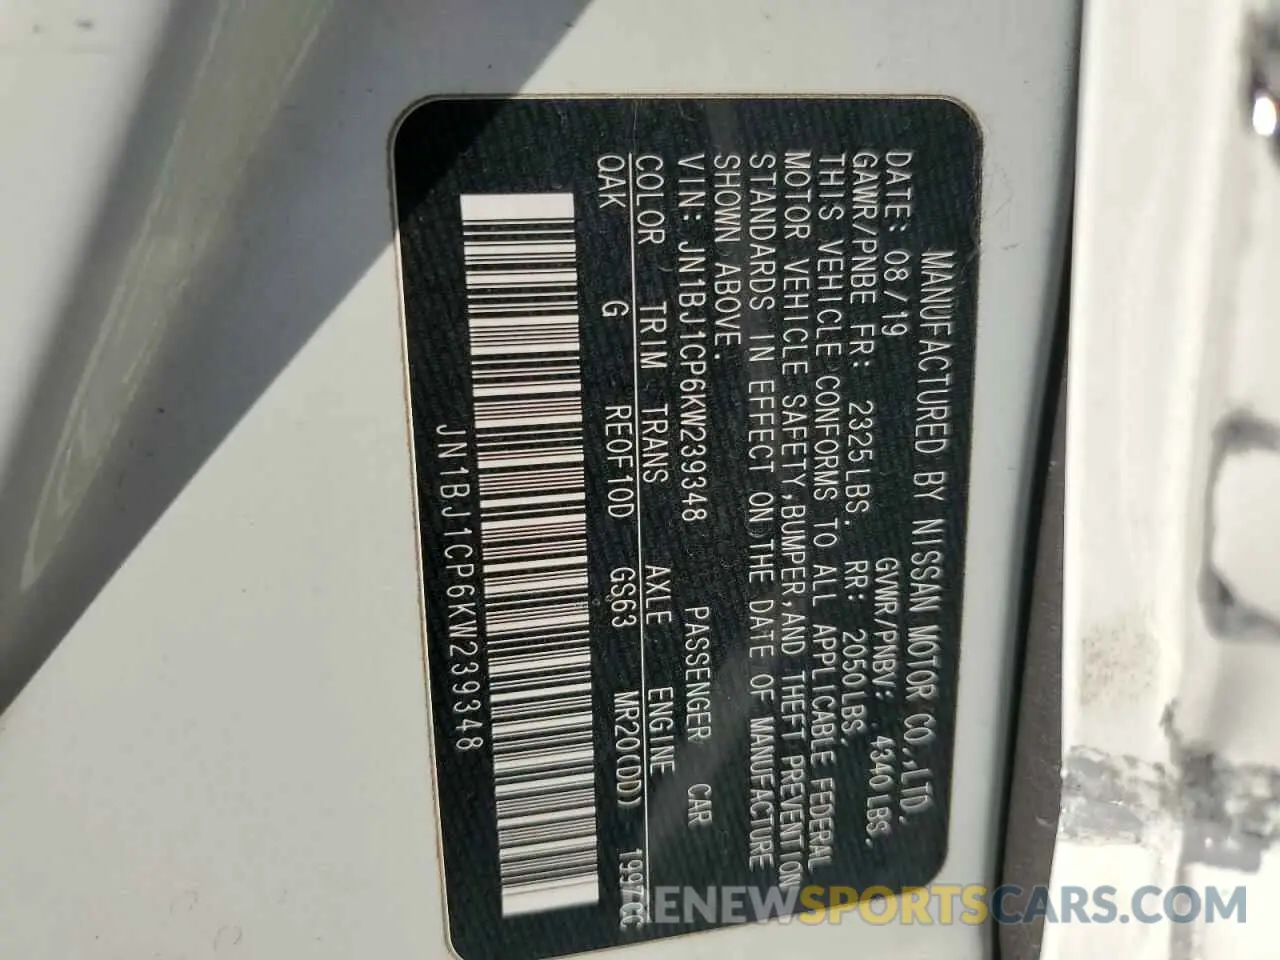 MANUFACTURED BY NISSAN MOTOR CO.,LTD.
DATE: 08/19 GVWR/PNBV: 4340LBS.
GAWR/PNBE FR: 2325LBS. RR: 2050LBS.
THIS VEHICLE CONFORMS TO ALL APPLICABLE FEDERAL
MOTOR VEHICLE SAFETY,BUMPER,AND THEFT PREVENTION
STANDARDS IN EFFECT ON THE DATE OF MANUFACTURE
SHOWN ABOVE.
VIN: JN1BJ1CP6KW239348 PASSENGER CAR
COLOR TRIM TRANS AXLE ENGINE
QAK G RE0F10D GS63 MR20(DD) 1997CC
JN1BJ1CP6KW239348
RENEWSPORTSCARS.COM